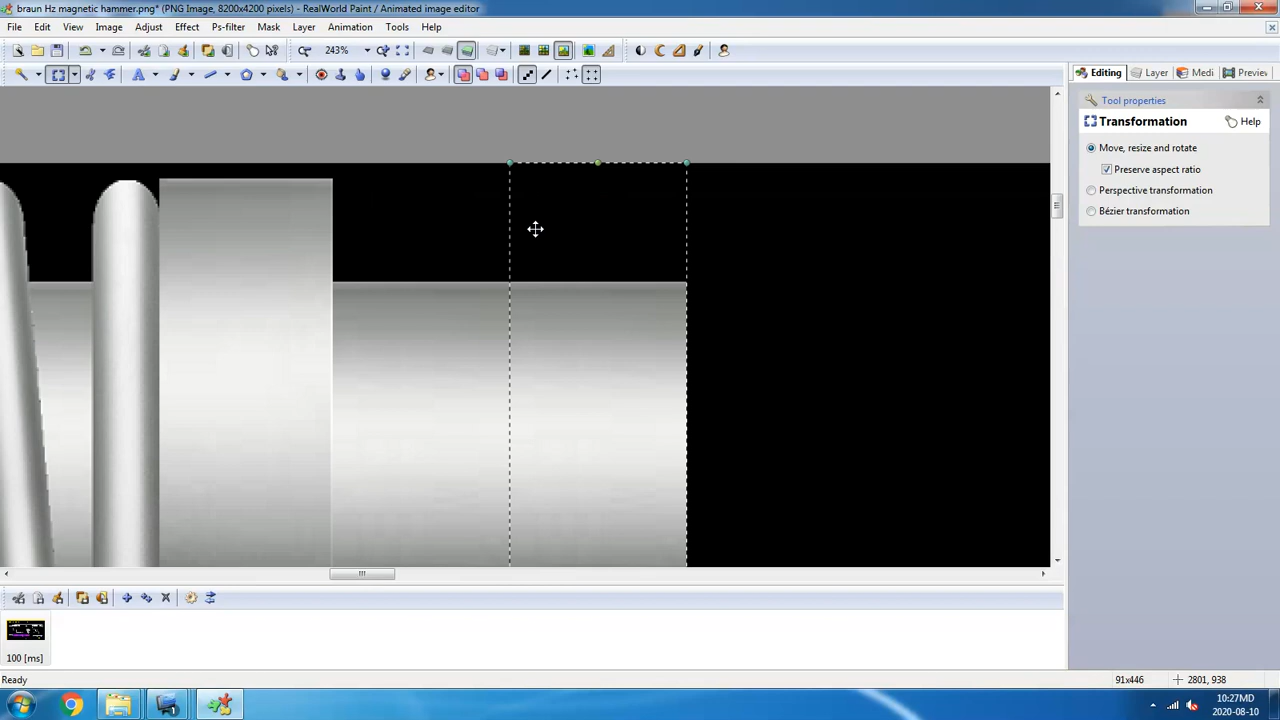 braun Hz magnetic hammer.png* (PNG Image, 8200x4200 pixels) - RealWorld Paint / Animated image editor
File Edit View Image Adjust Effect Ps-filter Mask Layer Animation Tools Help
243%
Editing Layer Medi Preview
Tool properties
Transformation Help
Move, resize and rotate
Preserve aspect ratio
Perspective transformation
Bézier transformation
100 [ms]
Ready 91x446 2801, 938
10:27MD
2020-08-10